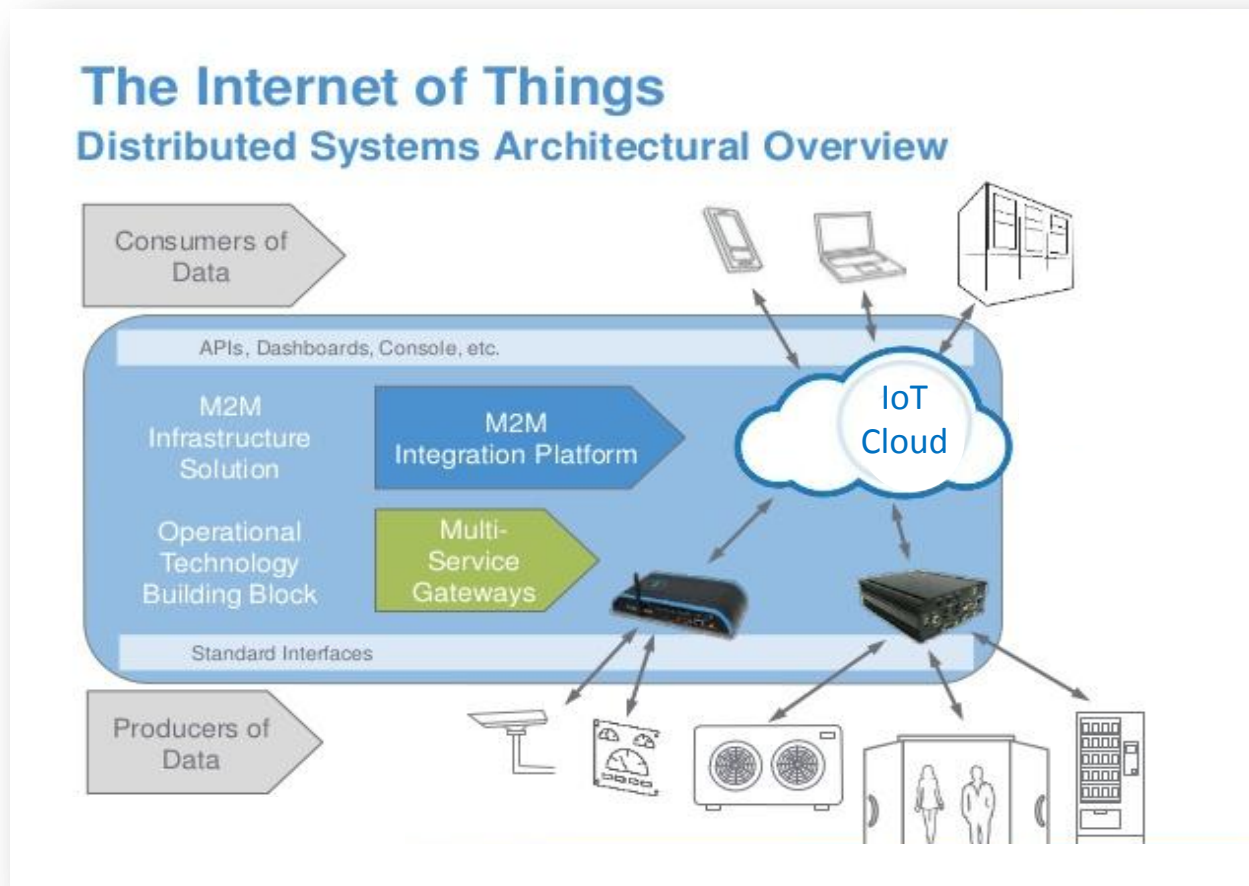 The Internet of Things
Distributed Systems Architectural Overview
Consumers of
Data
APIs, Dashboards, Console, etc.
M2M
Infrastructure
Solution
M2M
Integration Platform
IoT
Cloud
Operational
Technology
Building Block
Multi-
Service
Gateways
Standard Interfaces
Producers of
Data